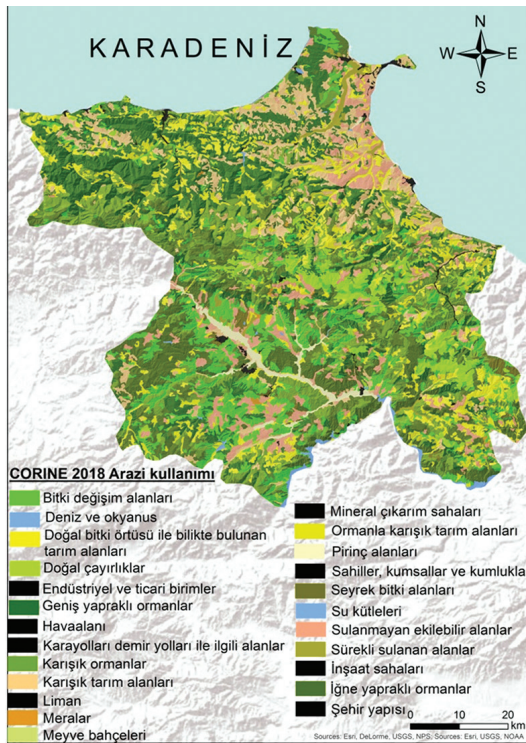 KARADENİZ
N
W E
S
CORINE 2018 Arazi kullanımı
Bitki değişim alanları
Deniz ve okyanus
Doğal bitki örtüsü ile bilikte bulunan
tarım alanları
Doğal çayırlıklar
Endüstriyel ve ticari birimler
Geniş yapraklı ormanlar
Havaalanı
Karayolları demir yolları ile ilgili alanlar
Karışık ormanlar
Karışık tarım alanları
Liman
Meralar
Meyve bahçeleri
Mineral çıkarım sahaları
Ormanla karışık tarım alanları
Pirinç alanları
Sahiller, kumsallar ve kumlukla
Seyrek bitki alanları
Su kütleleri
Sulanmayan ekilebilir alanlar
Sürekli sulanan alanlar
İnşaat sahaları
İğne yapraklı ormanlar
Şehir yapısı
0 10 20
km
Sources: Esri, DeLorme, USGS, NPS; Sources: Esri, USGS, NOAA